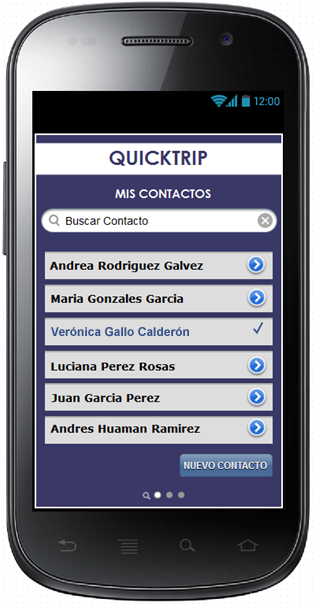 12:00
QUICKTRIP
MIS CONTACTOS
Buscar Contacto
Andrea Rodriguez Galvez
Maria Gonzales Garcia
Verónica Gallo Calderón
Luciana Perez Rosas
Juan Garcia Perez
Andres Huaman Ramirez
NUEVO CONTACTO